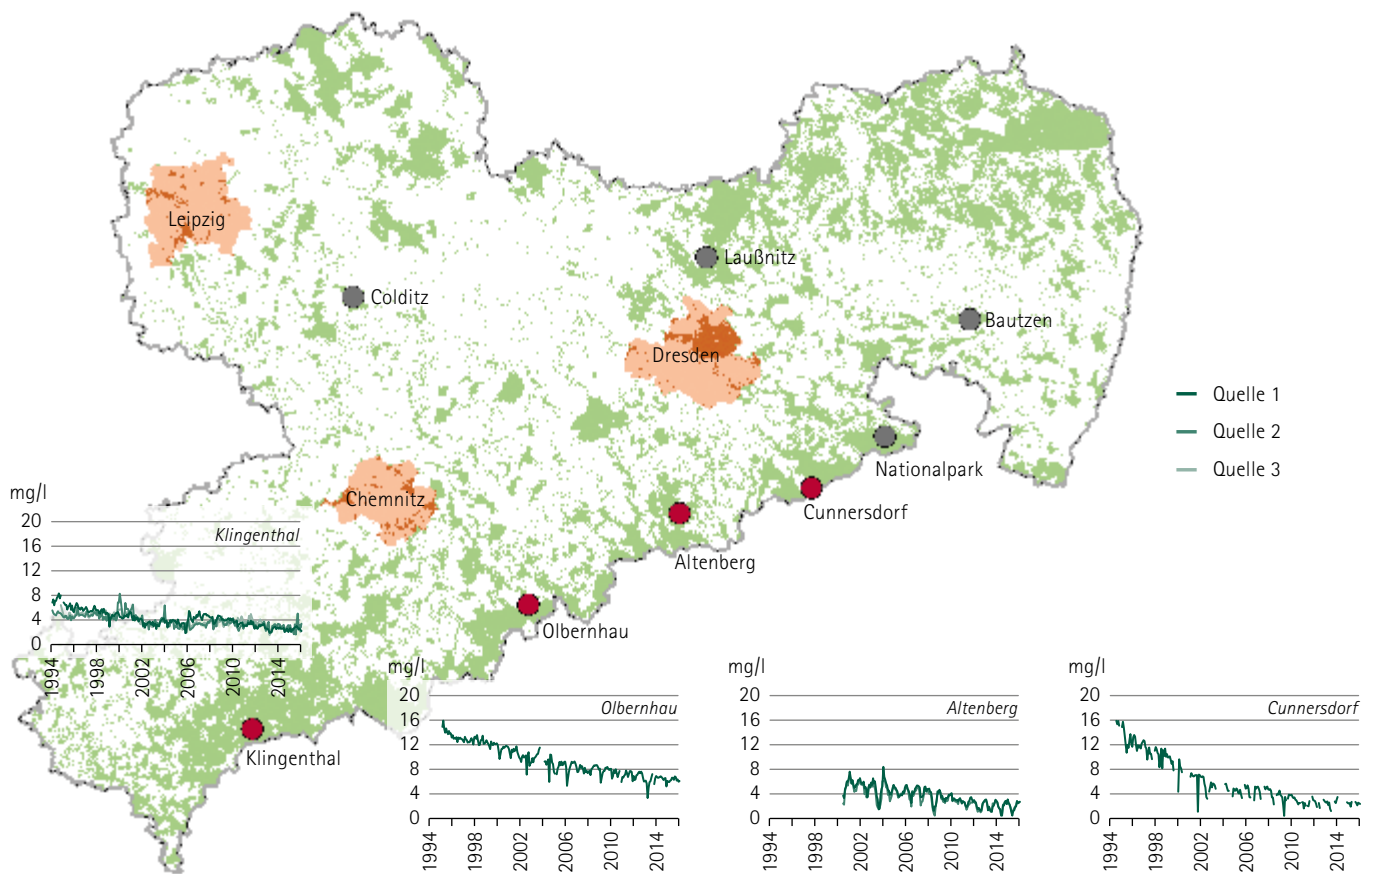 Leipzig
Colditz
Laußnitz
Bautzen
Dresden
Nationalpark
Cunnersdorf
Chemnitz
Altenberg
Olbernhau
Klingenthal
Quelle 1
Quelle 2
Quelle 3
mg/l
Klingenthal
20
16
12
8
4
0
1994
1998
2002
2006
2010
2014
mg/l
Olbernhau
20
16
12
8
4
0
1994
1998
2002
2006
2010
2014
mg/l
Altenberg
20
16
12
8
4
0
1994
1998
2002
2006
2010
2014
mg/l
Cunnersdorf
20
16
12
8
4
0
1994
1998
2002
2006
2010
2014